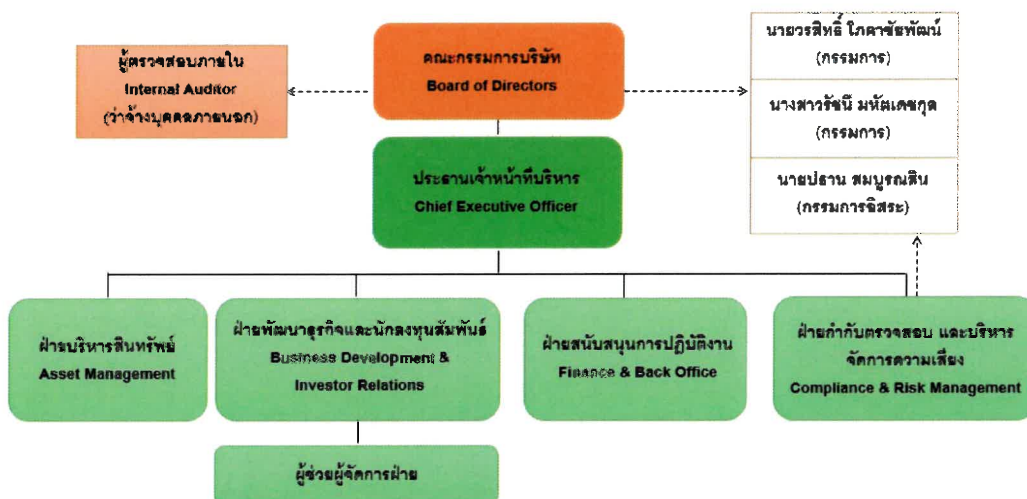 ผู้ตรวจสอบภายใน
Internal Auditor
(ว่าจ้างบุคคลภายนอก)
คณะกรรมการบริษัท
Board of Directors
นายวรสิทธิ์ โภคาชัยพัฒน์
(กรรมการ)
นางสาวรัชนี มหัตเดชกุล
(กรรมการ)
นายปธาน สมบูรณสิน
(กรรมการอิสระ)
ประธานเจ้าหน้าที่บริหาร
Chief Executive Officer
ฝ่ายบริหารสินทรัพย์
Asset Management
ฝ่ายพัฒนาธุรกิจและนักลงทุนสัมพันธ์
Business Development &
Investor Relations
ฝ่ายสนับสนุนการปฏิบัติงาน
Finance & Back Office
ฝ่ายกำกับตรวจสอบ และบริหาร
จัดการความเสี่ยง
Compliance & Risk Management
ผู้ช่วยผู้จัดการฝ่าย